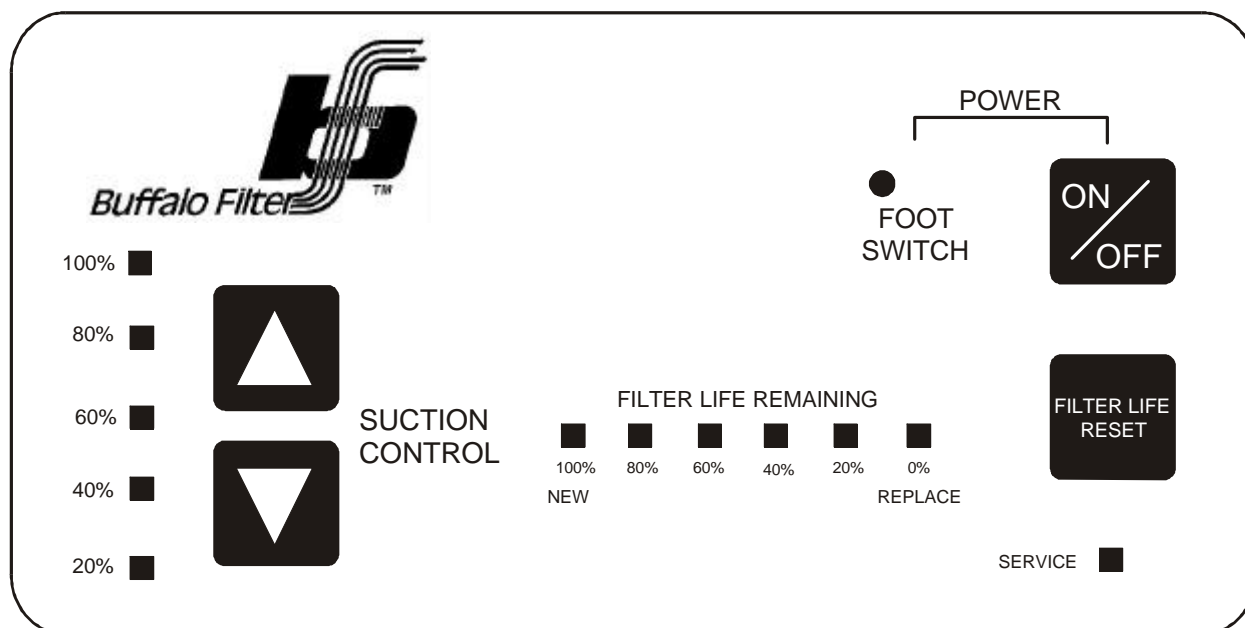 Buffalo Filter
TM
POWER
ON
OFF
FOOT
SWITCH
100%
80%
60%
40%
20%
SUCTION
CONTROL
FILTER LIFE REMAINING
100%
80%
60%
40%
20%
0%
NEW
REPLACE
FILTER LIFE
RESET
SERVICE